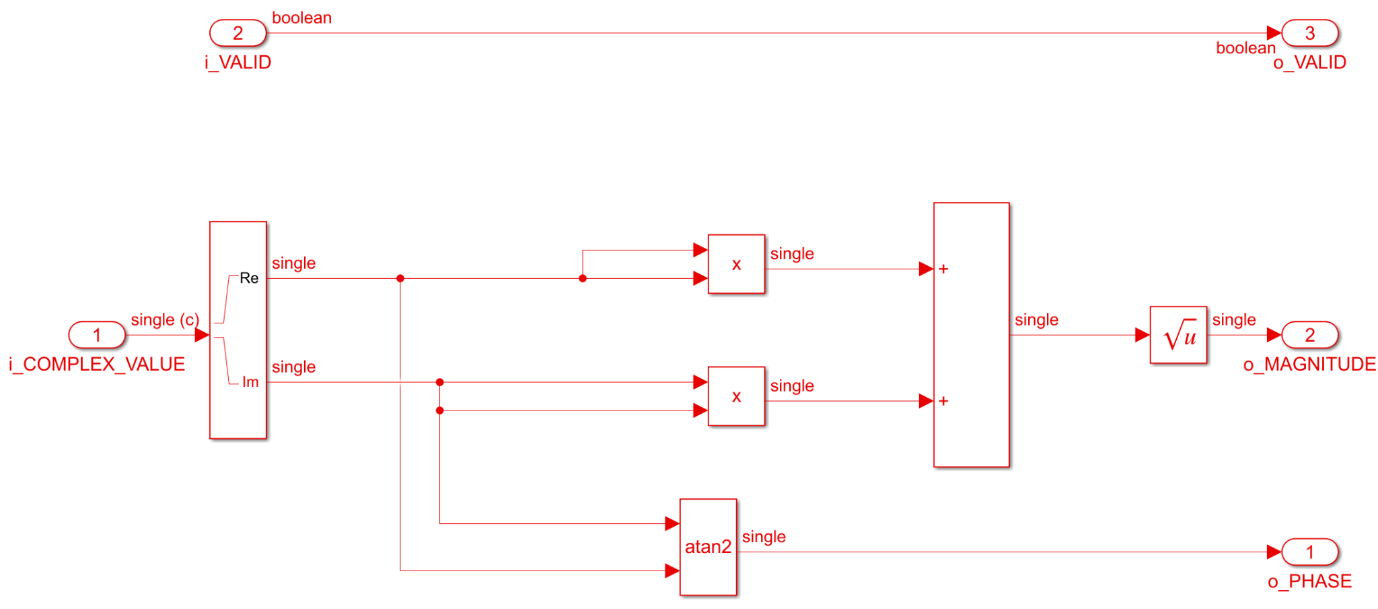 boolean
2
i_VALID
3
boolean
o_VALID
Re
single
x
single
+
single (c)
1
i_COMPLEX_VALUE
single
√u
single
2
o_MAGNITUDE
Im
single
x
single
+
atan2
single
1
o_PHASE